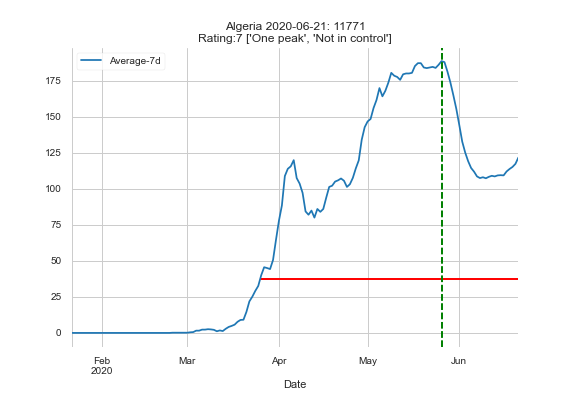 Algeria 2020-06-21: 11771
Rating:7 ['One peak', 'Not in control']
Average-7d
175
150
125
100
75
50
25
0
Feb
2020
Mar
Apr
May
Jun
Date